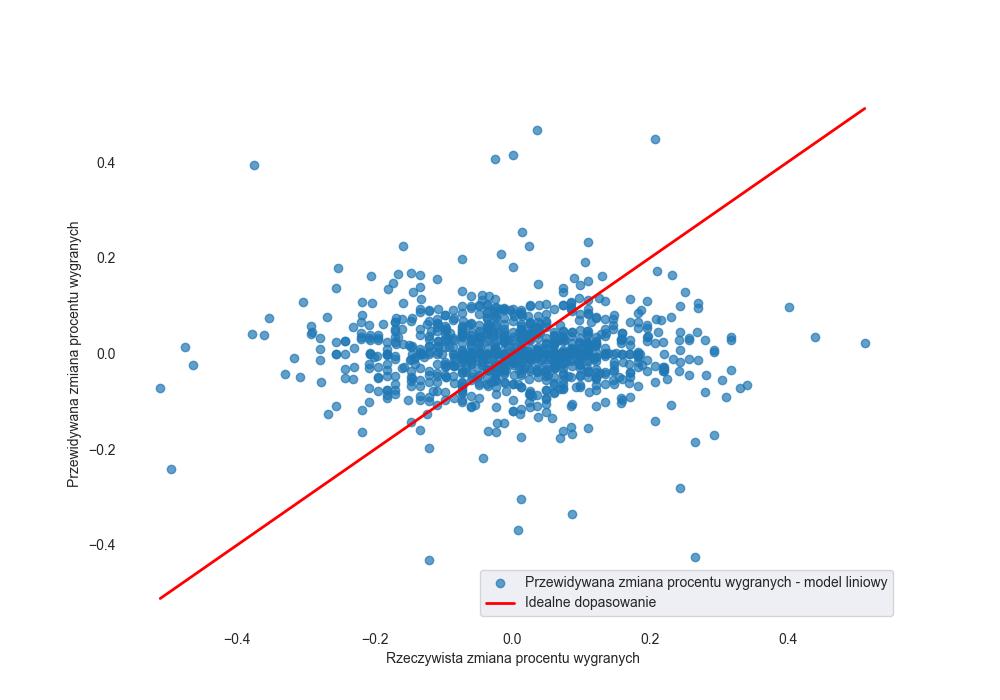 0.4
0.2
0.0
−0.2
−0.4
Przewidywana zmiana procentu wygranych
Przewidywana zmiana procentu wygranych - model liniowy
Idealne dopasowanie
−0.4 −0.2 0.0 0.2 0.4
Rzeczywista zmiana procentu wygranych